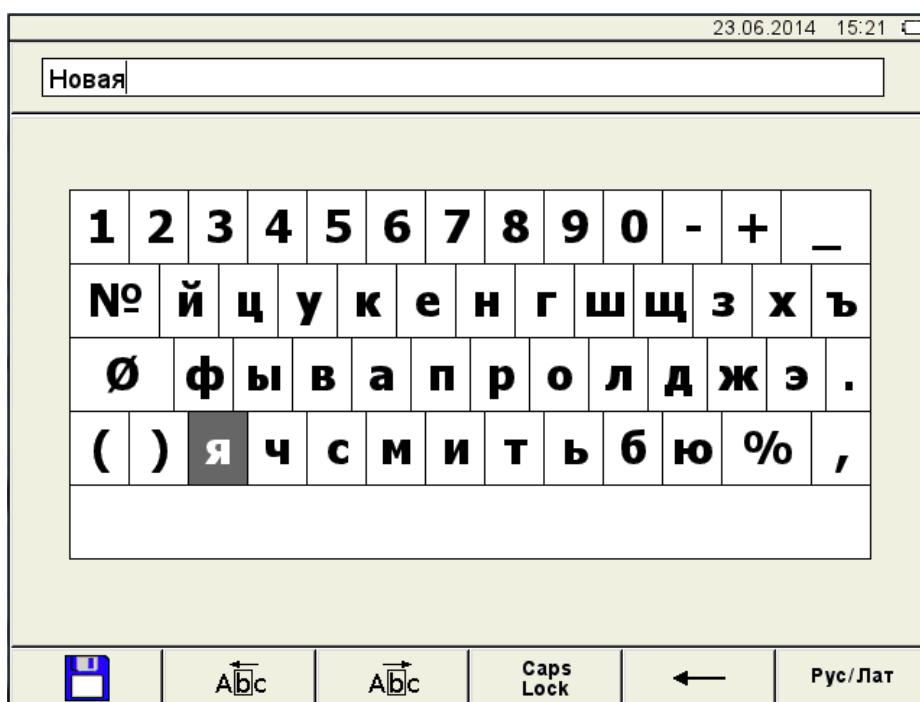 23.06.2014 15:21
Новая
1 2 3 4 5 6 7 8 9 0 - + _
№ й ц у к е н г ш щ з х ъ
Ø ф ы в а п р о л д ж э .
( ) я ч с м и т ь б ю % ,
Abc Abc Caps Lock ← Рус/Лат